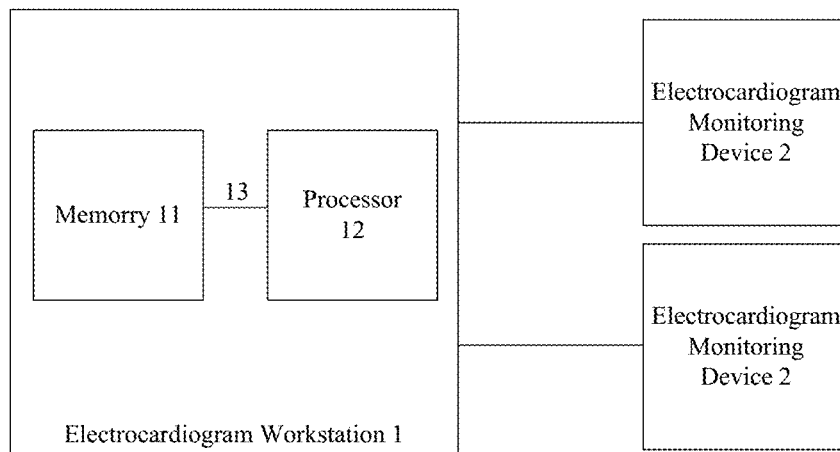 Memorry 11
13
Processor
12
Electrocardiogram Workstation 1
Electrocardiogram
Monitoring
Device 2
Electrocardiogram
Monitoring
Device 2